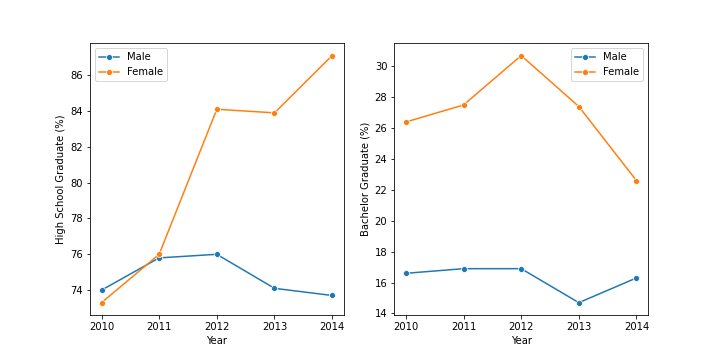 Male
Female
High School Graduate (%)
86
84
82
80
78
76
74
2010 2011 2012 2013 2014
Year
Male
Female
Bachelor Graduate (%)
30
28
26
24
22
20
18
16
14
2010 2011 2012 2013 2014
Year